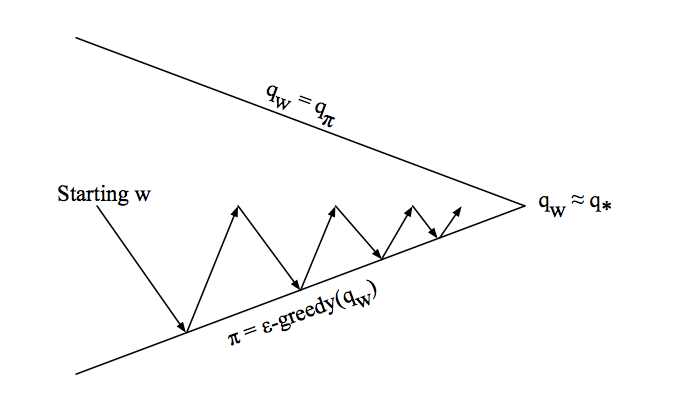 q_w = q_π
Starting w
q_w ≈ q_*
π = ε-greedy(q_w)